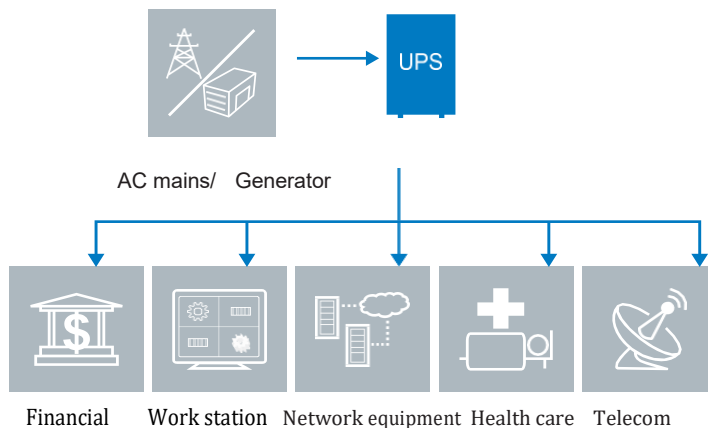 UPS
AC mains/ Generator
$
Financial Work station Network equipment Health care Telecom